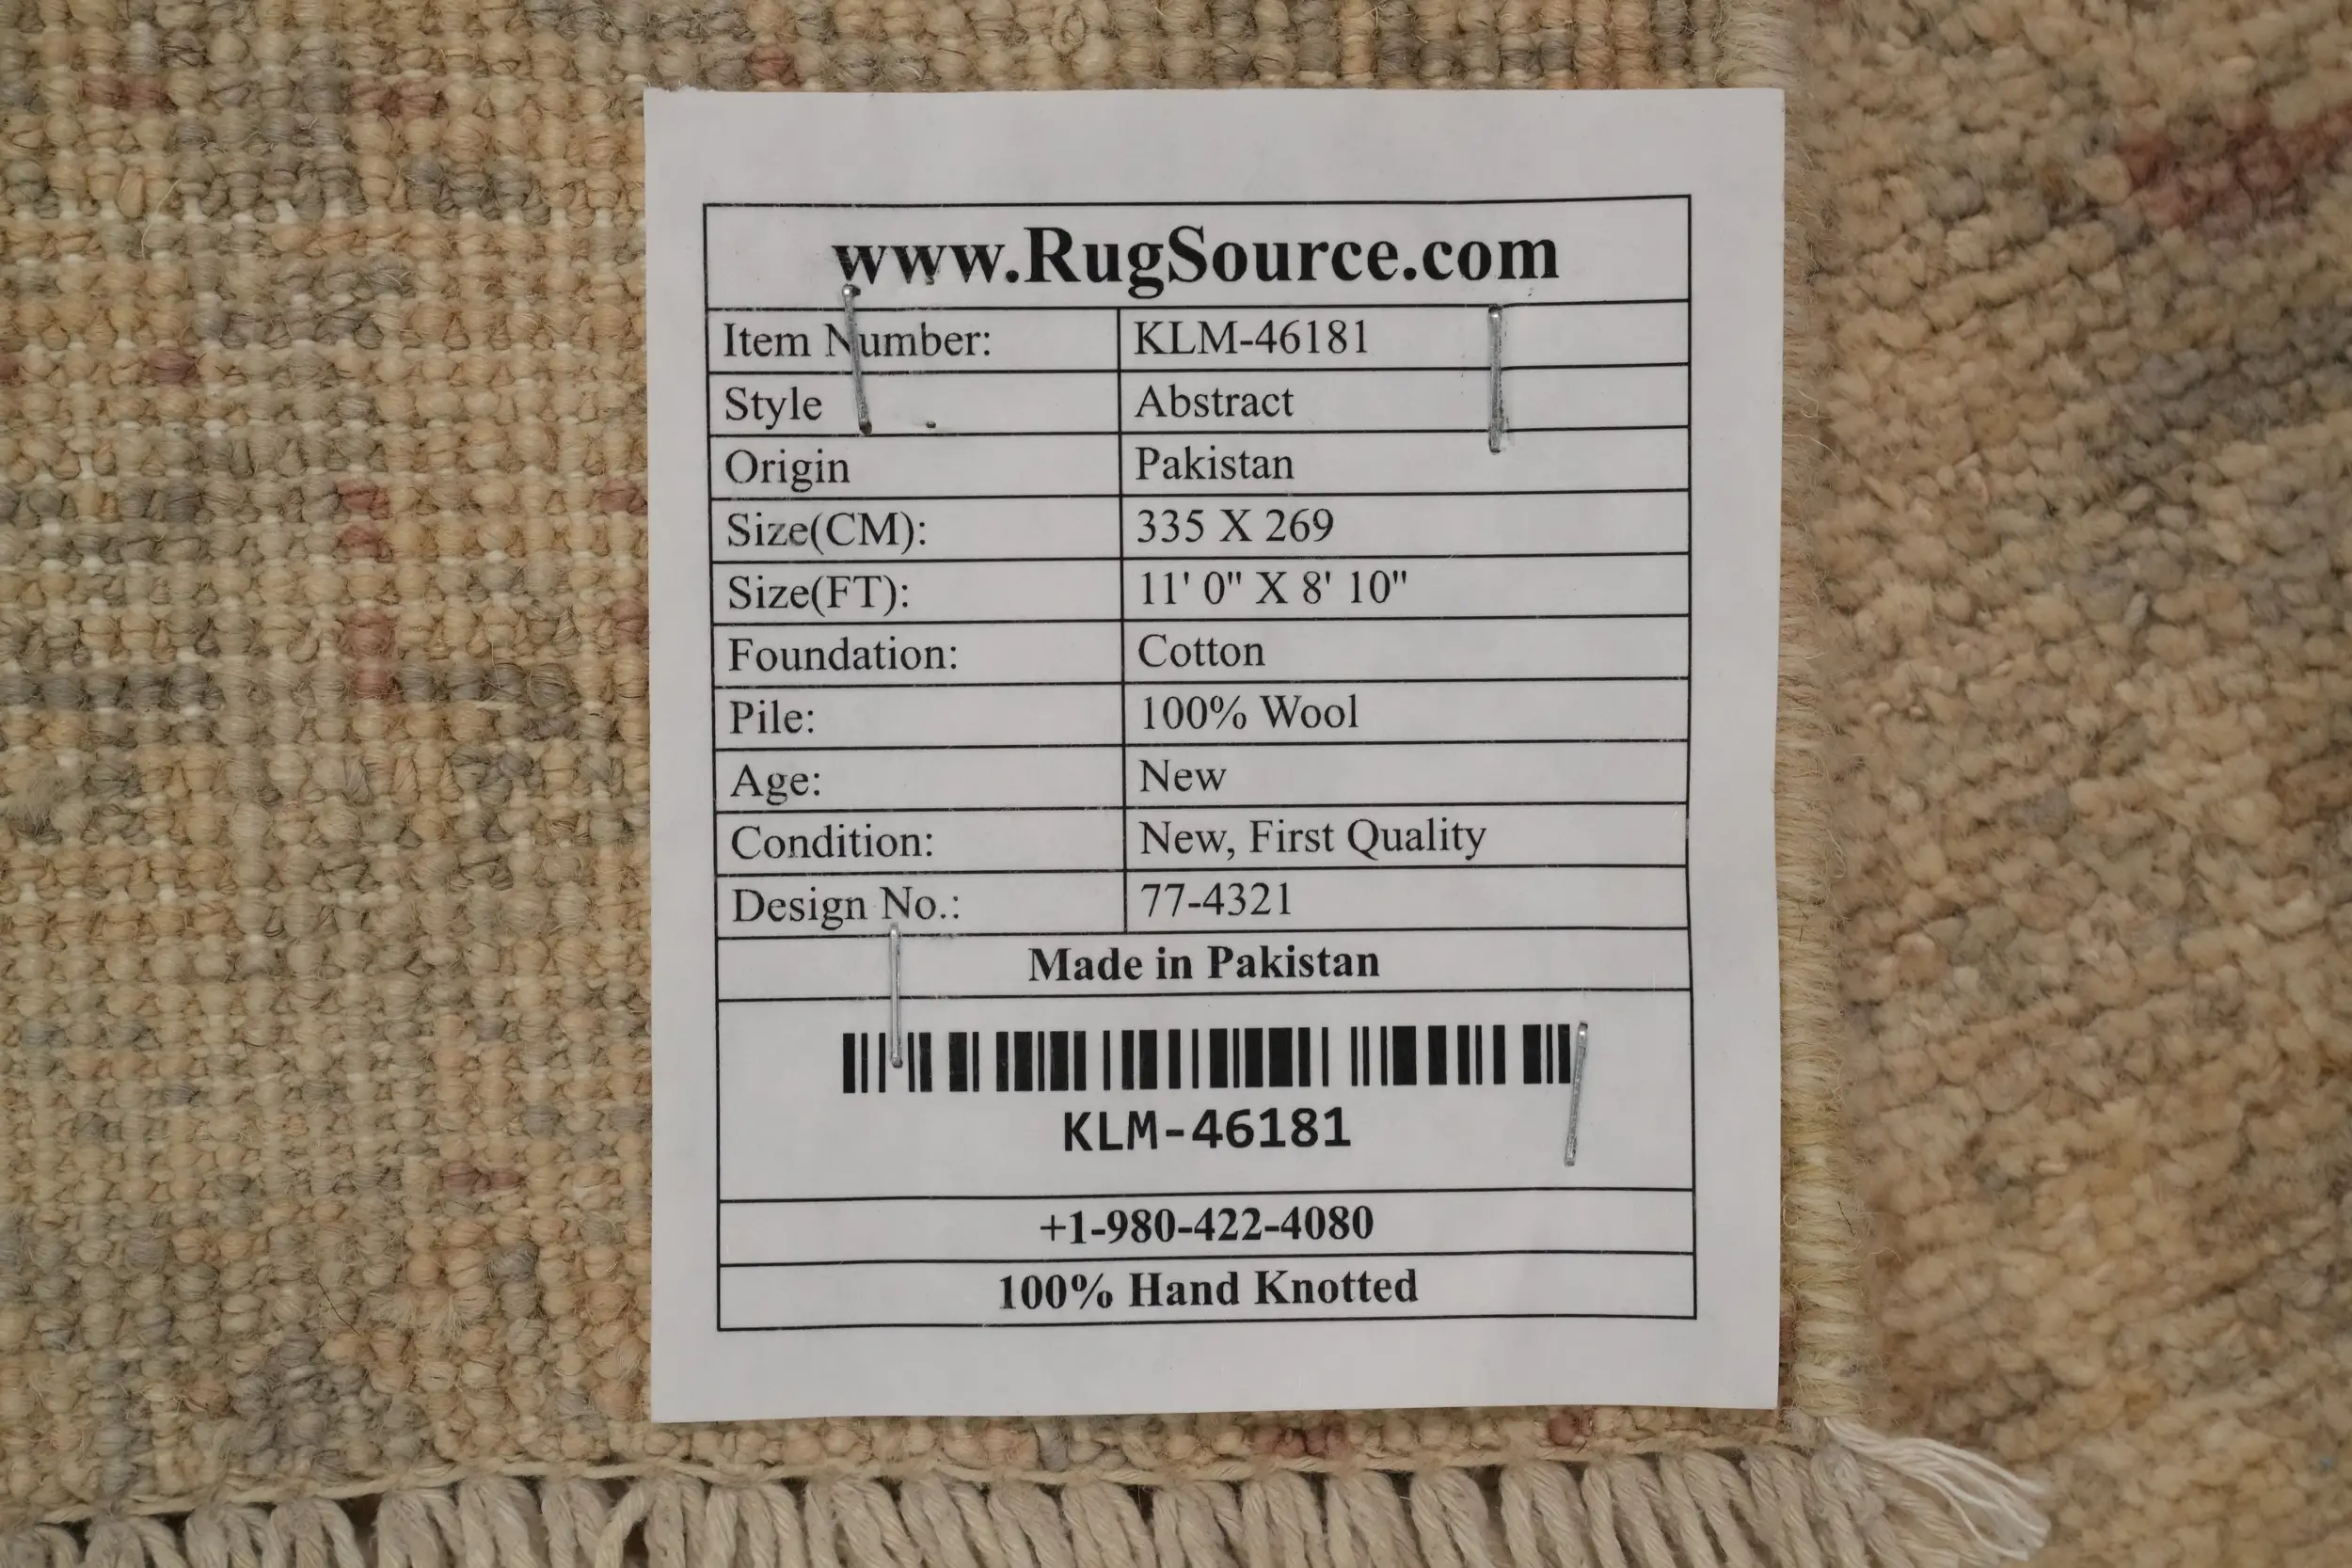 www.RugSource.com
Item Number: KLM-46181
Style Abstract
Origin Pakistan
Size(CM): 335 X 269
Size(FT): 11' 0" X 8' 10"
Foundation: Cotton
Pile: 100% Wool
Age: New
Condition: New, First Quality
Design No.: 77-4321
Made in Pakistan
KLM-46181
+1-980-422-4080
100% Hand Knotted